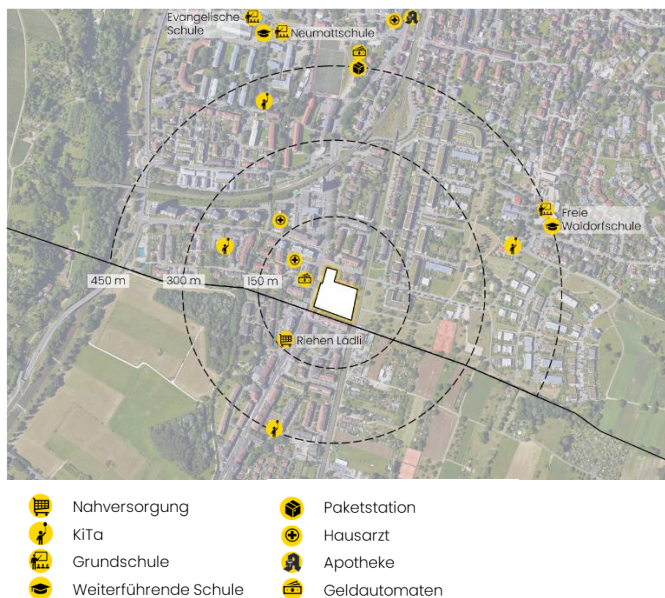 Evangelische
Schule
Neumattschule
Freie
Waldorfschule
450 m
300 m
150 m
Riehen Lädli
Nahversorgung
KiTa
Grundschule
Weiterführende Schule
Paketstation
Hausarzt
Apotheke
Geldautomaten